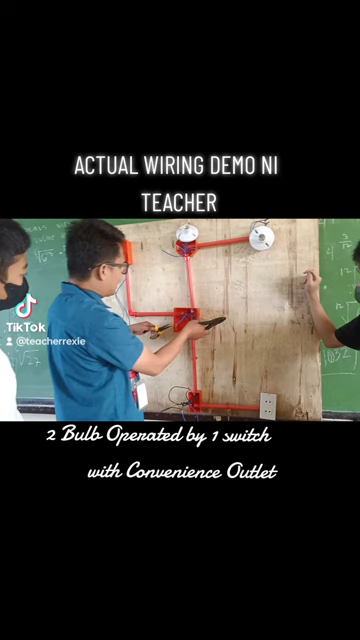 ACTUAL WIRING DEMO NI
TEACHER
TikTok
@teacherrexie
2 Bulb Operated by 1 switch
with Convenience Outlet